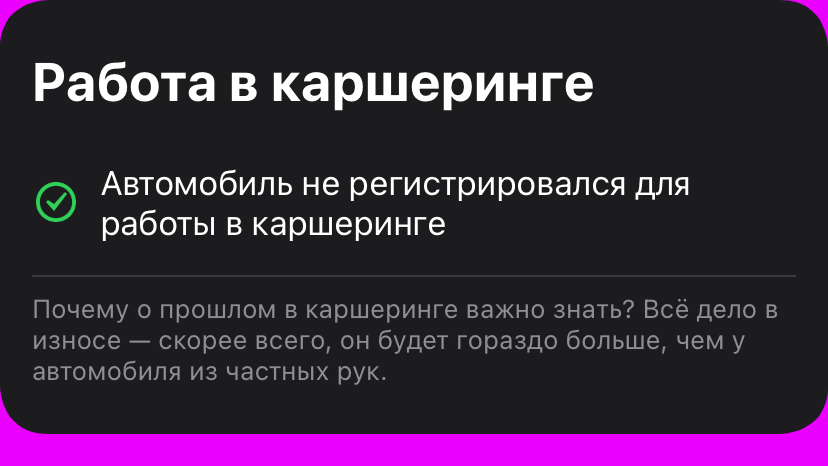 Работа в каршеринге
Автомобиль не регистрировался для
работы в каршеринге
Почему о прошлом в каршеринге важно знать? Всё дело в
износе — скорее всего, он будет гораздо больше, чем у
автомобиля из частных рук.